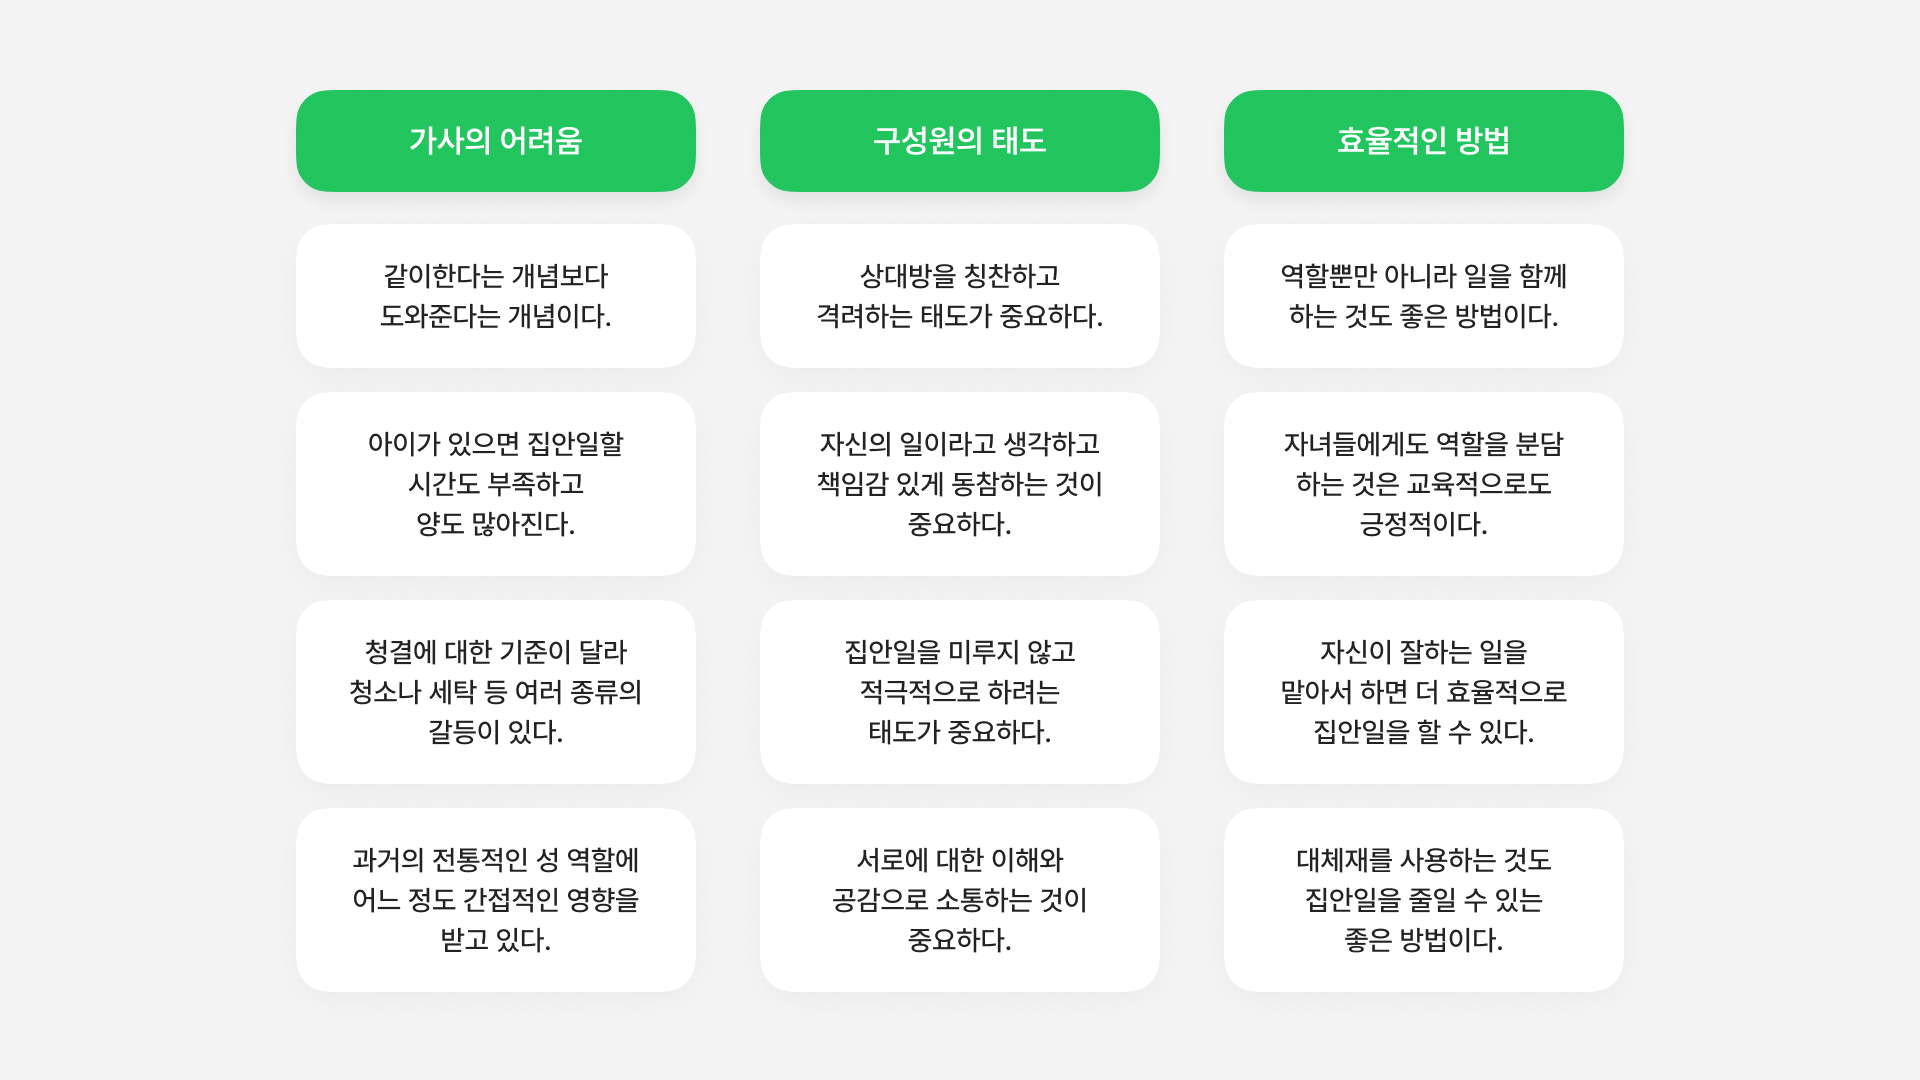 가사의 어려움
같이한다는 개념보다
도와준다는 개념이다.
아이가 있으면 집안일할
시간도 부족하고
양도 많아진다.
청결에 대한 기준이 달라
청소나 세탁 등 여러 종류의
갈등이 있다.
과거의 전통적인 성 역할에
어느 정도 간접적인 영향을
받고 있다.
구성원의 태도
상대방을 칭찬하고
격려하는 태도가 중요하다.
자신의 일이라고 생각하고
책임감 있게 동참하는 것이
중요하다.
집안일을 미루지 않고
적극적으로 하려는
태도가 중요하다.
서로에 대한 이해와
공감으로 소통하는 것이
중요하다.
효율적인 방법
역할뿐만 아니라 일을 함께
하는 것도 좋은 방법이다.
자녀들에게도 역할을 분담
하는 것은 교육적으로도
긍정적이다.
자신이 잘하는 일을
맡아서 하면 더 효율적으로
집안일을 할 수 있다.
대체재를 사용하는 것도
집안일을 줄일 수 있는
좋은 방법이다.